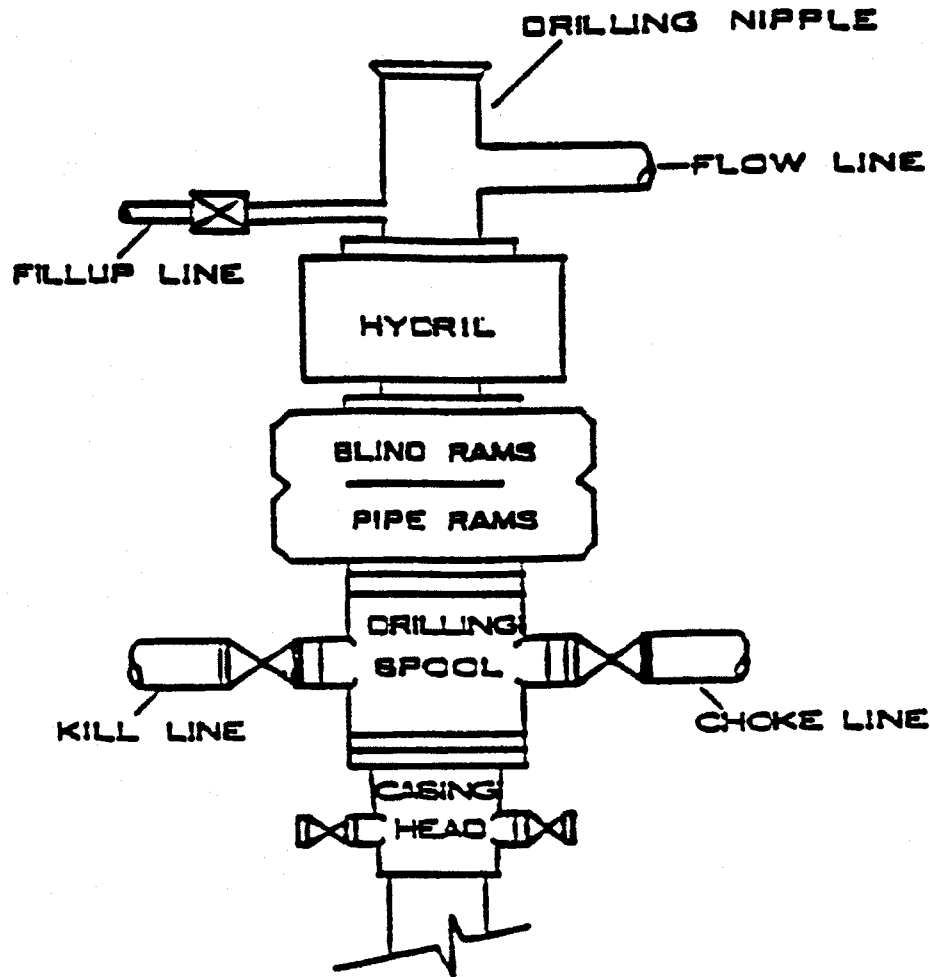 DRILLING NIPPLE
FLOW LINE
FILLUP LINE
HYDRIL
BLIND RAMS
PIPE RAMS
DRILLING
SPOOL
KILL LINE
CHOKE LINE
CASING
HEAD